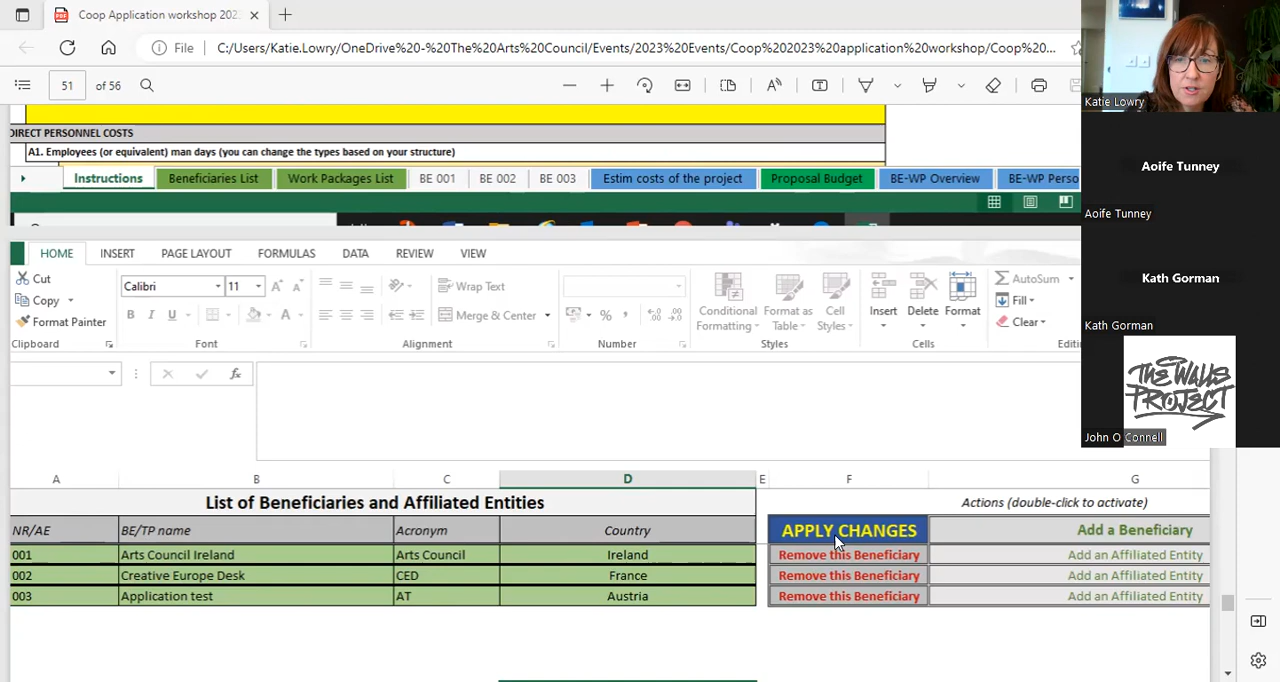 Coop Application workshop 202
File
C:/Users/Katie.Lowry/OneDrive%20-%20The%20Arts%20Council/Events/2023%20Events/Coop%202023%20application%20workshop/Coop%20...
51 of 56
DIRECT PERSONNEL COSTS
A1. Employees (or equivalent) man days (you can change the types based on your structure)
Instructions Beneficiaries List Work Packages List BE 001 BE 002 BE 003 Estim costs of the project Proposal Budget BE-WP Overview BE-WP Perso
HOME INSERT PAGE LAYOUT FORMULAS DATA REVIEW VIEW
Cut
Copy
Format Painter
Clipboard
Calibri 11
B I U
Font
Wrap Text
Merge & Center
Alignment
%
Number
Conditional Formatting
Format as Table
Cell Styles
Styles
Insert Delete Format
Cells
AutoSum
Fill
Clear
Editi
fx
A B C D E F G
List of Beneficiaries and Affiliated Entities Actions (double-click to activate)
NR/AE BE/TP name Acronym Country APPLY CHANGES Add a Beneficiary
001 Arts Council Ireland Arts Council Ireland Remove this Beneficiary Add an Affiliated Entity
002 Creative Europe Desk CED France Remove this Beneficiary Add an Affiliated Entity
003 Application test AT Austria Remove this Beneficiary Add an Affiliated Entity
Katie Lowry
Aoife Tunney
Aoife Tunney
Kath Gorman
Kath Gorman
THE WALLS
PROJECT
John O Connell